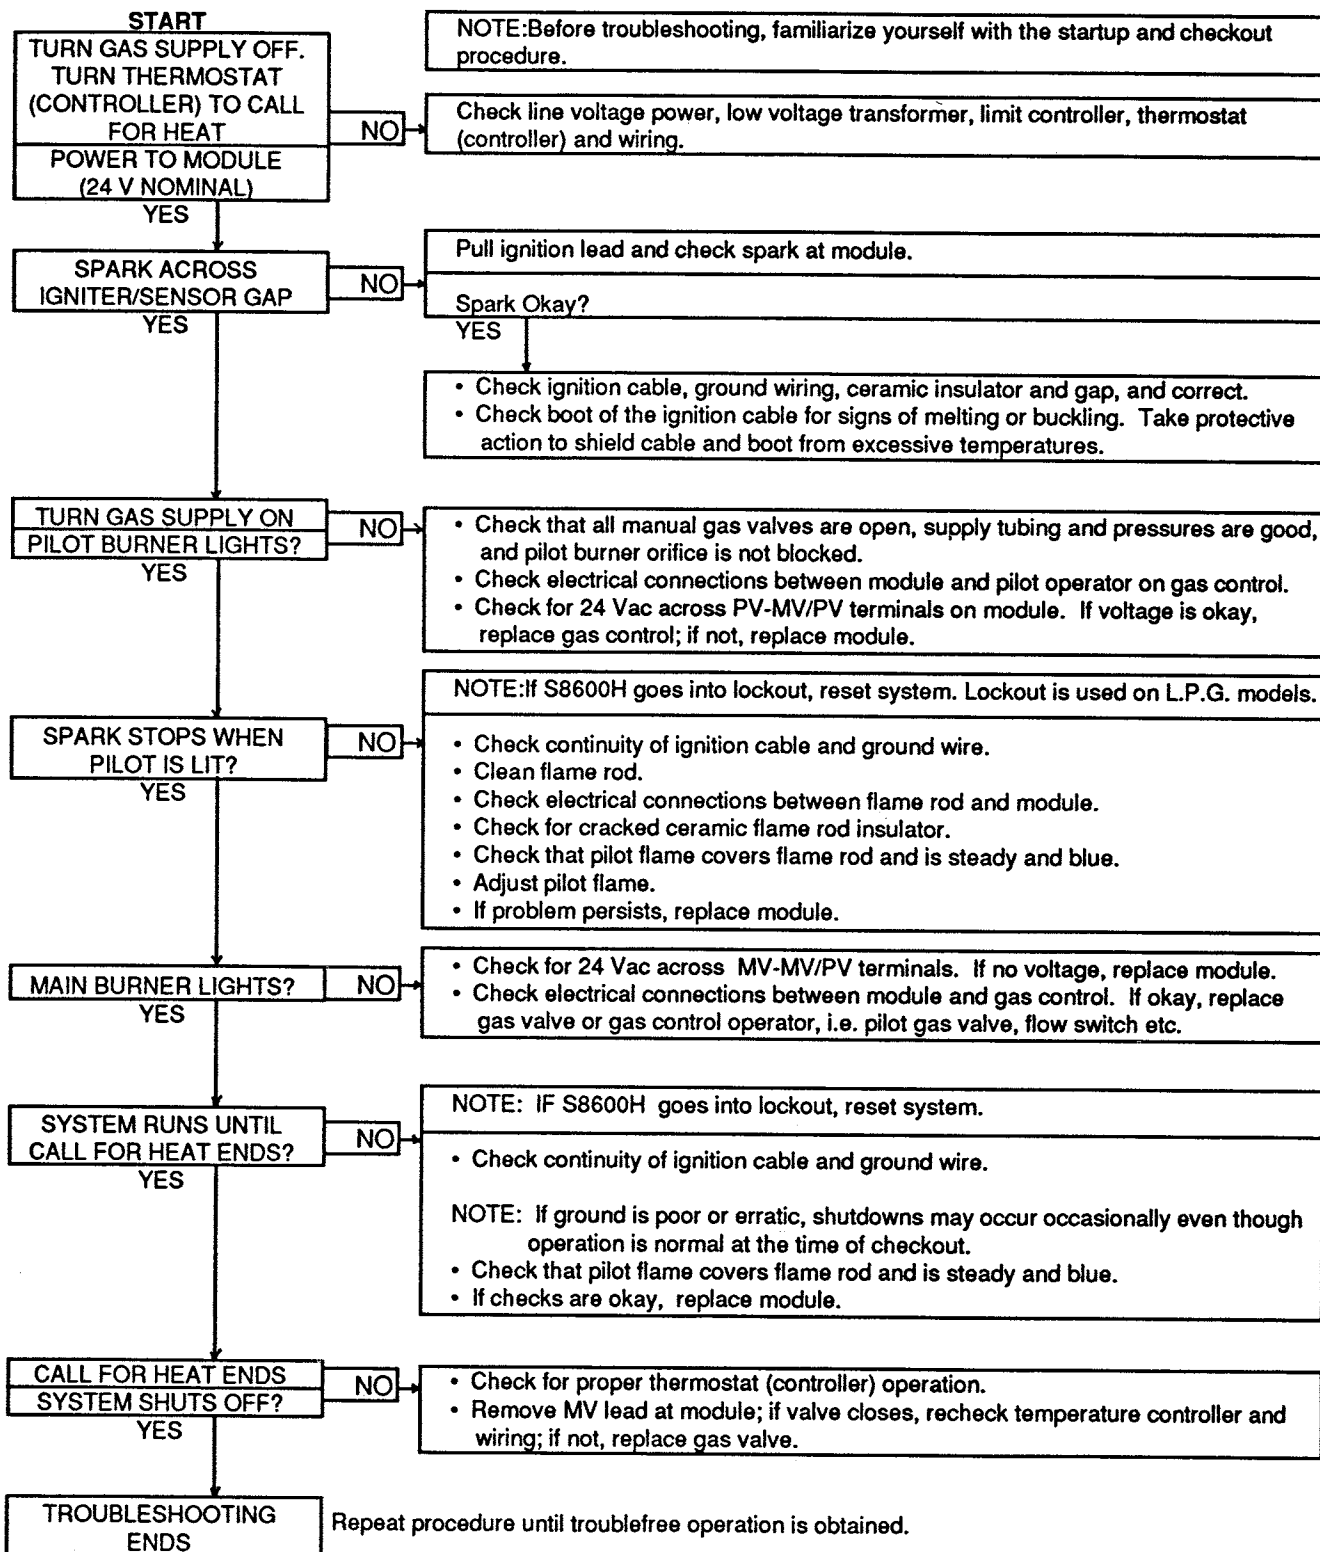 START
TURN GAS SUPPLY OFF.
TURN THERMOSTAT
(CONTROLLER) TO CALL
FOR HEAT
POWER TO MODULE
(24 V NOMINAL)
YES
NO
NOTE:Before troubleshooting, familiarize yourself with the startup and checkout
procedure.
Check line voltage power, low voltage transformer, limit controller, thermostat
(controller) and wiring.
SPARK ACROSS
IGNITER/SENSOR GAP
YES
NO
Pull ignition lead and check spark at module.
Spark Okay?
YES
• Check ignition cable, ground wiring, ceramic insulator and gap, and correct.
• Check boot of the ignition cable for signs of melting or buckling. Take protective
action to shield cable and boot from excessive temperatures.
TURN GAS SUPPLY ON
PILOT BURNER LIGHTS?
YES
NO
• Check that all manual gas valves are open, supply tubing and pressures are good,
and pilot burner orifice is not blocked.
• Check electrical connections between module and pilot operator on gas control.
• Check for 24 Vac across PV-MV/PV terminals on module. If voltage is okay,
replace gas control; if not, replace module.
SPARK STOPS WHEN
PILOT IS LIT?
YES
NO
NOTE:If S8600H goes into lockout, reset system. Lockout is used on L.P.G. models.
• Check continuity of ignition cable and ground wire.
• Clean flame rod.
• Check electrical connections between flame rod and module.
• Check for cracked ceramic flame rod insulator.
• Check that pilot flame covers flame rod and is steady and blue.
• Adjust pilot flame.
• If problem persists, replace module.
MAIN BURNER LIGHTS?
YES
NO
• Check for 24 Vac across MV-MV/PV terminals. If no voltage, replace module.
• Check electrical connections between module and gas control. If okay, replace
gas valve or gas control operator, i.e. pilot gas valve, flow switch etc.
SYSTEM RUNS UNTIL
CALL FOR HEAT ENDS?
YES
NO
NOTE: IF S8600H goes into lockout, reset system.
• Check continuity of ignition cable and ground wire.
NOTE: If ground is poor or erratic, shutdowns may occur occasionally even though
operation is normal at the time of checkout.
• Check that pilot flame covers flame rod and is steady and blue.
• If checks are okay, replace module.
CALL FOR HEAT ENDS
SYSTEM SHUTS OFF?
YES
NO
• Check for proper thermostat (controller) operation.
• Remove MV lead at module; if valve closes, recheck temperature controller and
wiring; if not, replace gas valve.
TROUBLESHOOTING
ENDS
Repeat procedure until troublefree operation is obtained.